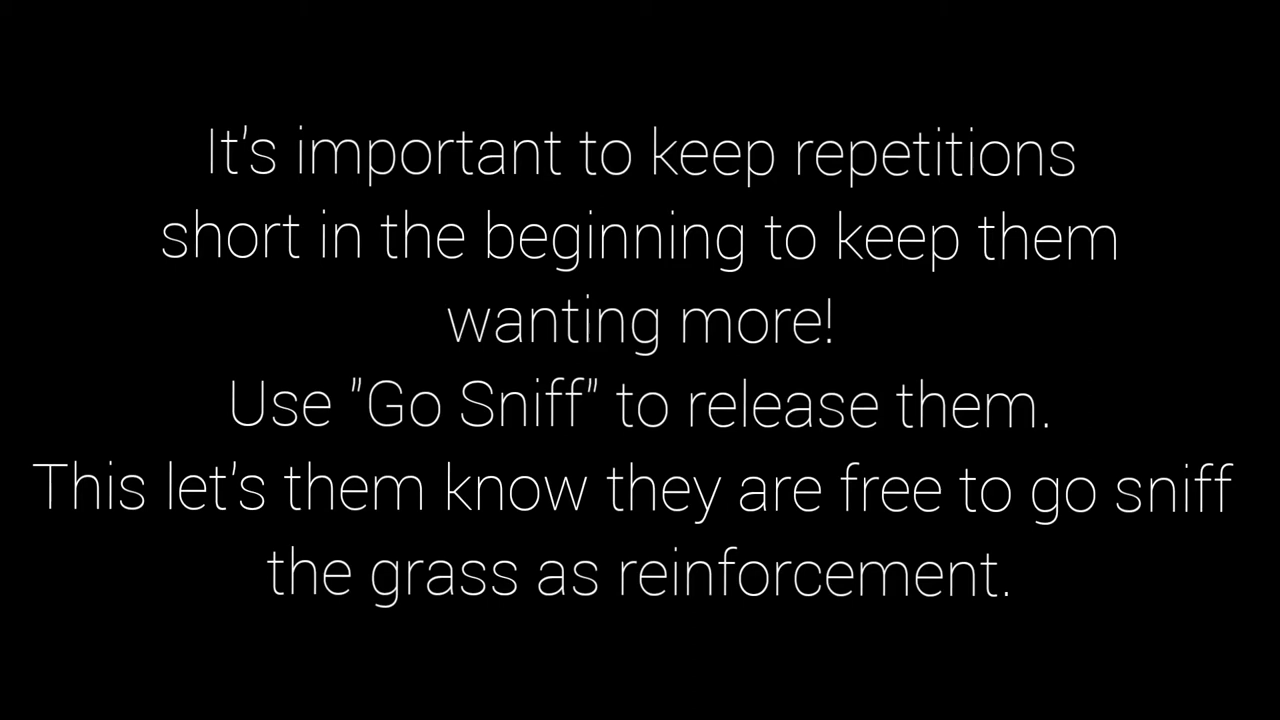 It's important to keep repetitions
short in the beginning to keep them
wanting more!
Use "Go Sniff" to release them.
This let's them know they are free to go sniff
the grass as reinforcement.